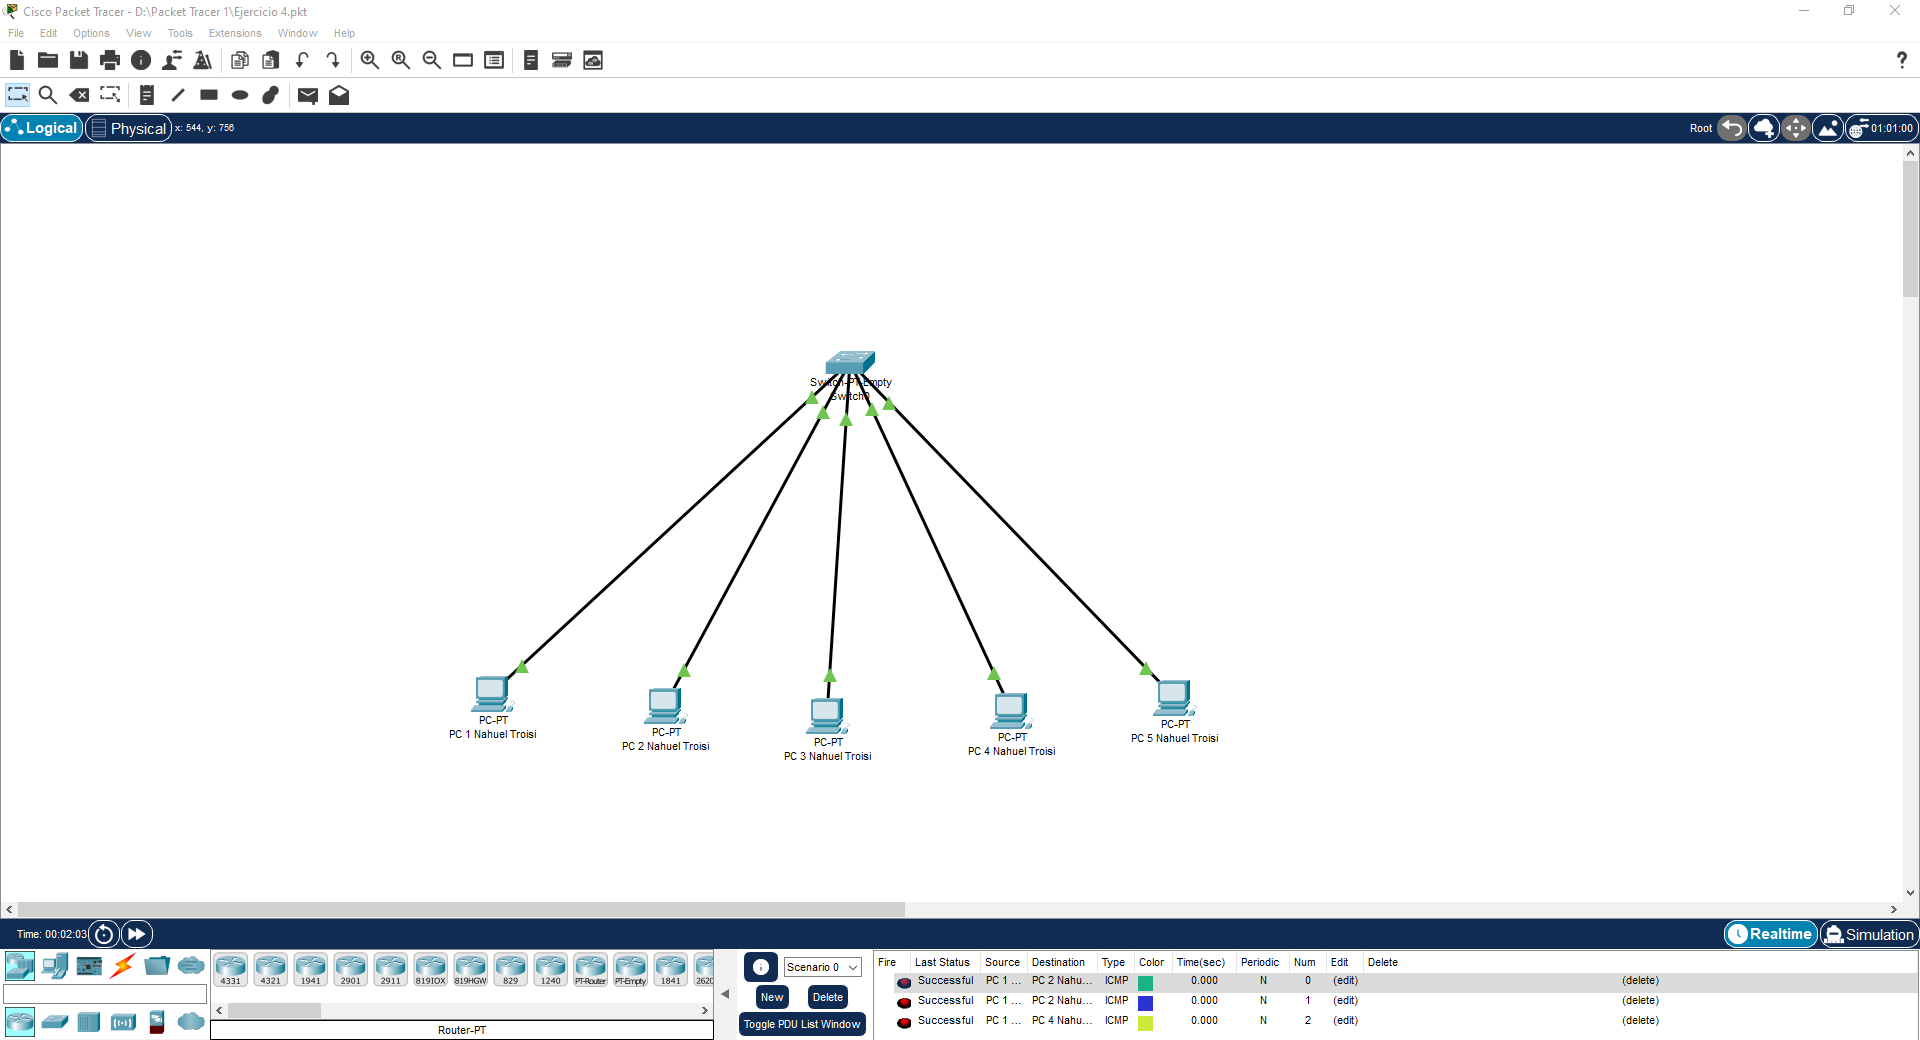 Cisco Packet Tracer - D:\Packet Tracer 1\Ejercicio 4.pkt
File Edit Options View Tools Extensions Window Help
Logical Physical x: 544, y: 756 Root 01:01:00
Switch-PT-Empty
Switch0
PC-PT
PC 1 Nahuel Troisi
PC-PT
PC 2 Nahuel Troisi
PC-PT
PC 3 Nahuel Troisi
PC-PT
PC 4 Nahuel Troisi
PC-PT
PC 5 Nahuel Troisi
Time: 00:02:03 Realtime Simulation
4331 4321 1941 2901 2911 819IOX 819HGW 829 1240 PT-Router PT-Empty 1841 2620
Router-PT
Scenario 0
New Delete
Toggle PDU List Window
Fire Last Status Source Destination Type Color Time(sec) Periodic Num Edit Delete
Successful PC 1 ... PC 2 Nahu... ICMP 0.000 N 0 (edit) (delete)
Successful PC 1 ... PC 2 Nahu... ICMP 0.000 N 1 (edit) (delete)
Successful PC 1 ... PC 4 Nahu... ICMP 0.000 N 2 (edit) (delete)